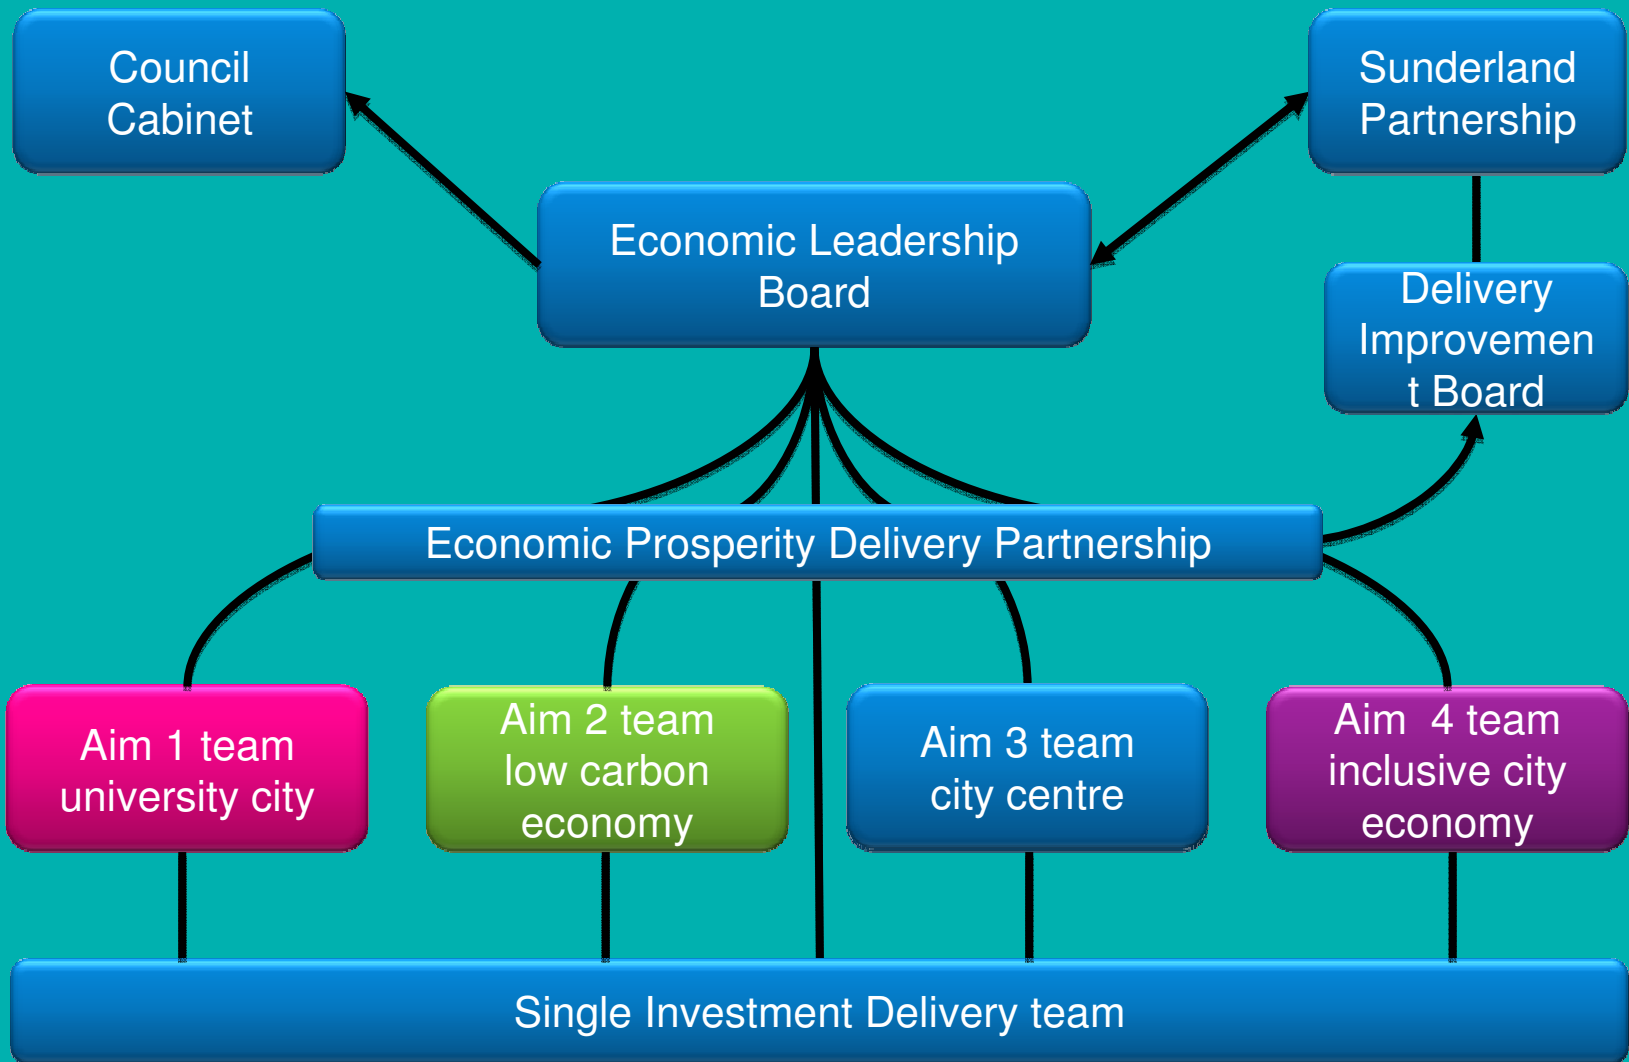 Council
Cabinet
Sunderland
Partnership
Economic Leadership
Board
Delivery
Improvemen
t Board
Economic Prosperity Delivery Partnership
Aim 1 team
university city
Aim 2 team
low carbon
economy
Aim 3 team
city centre
Aim  4 team
inclusive city
economy
Single Investment Delivery team